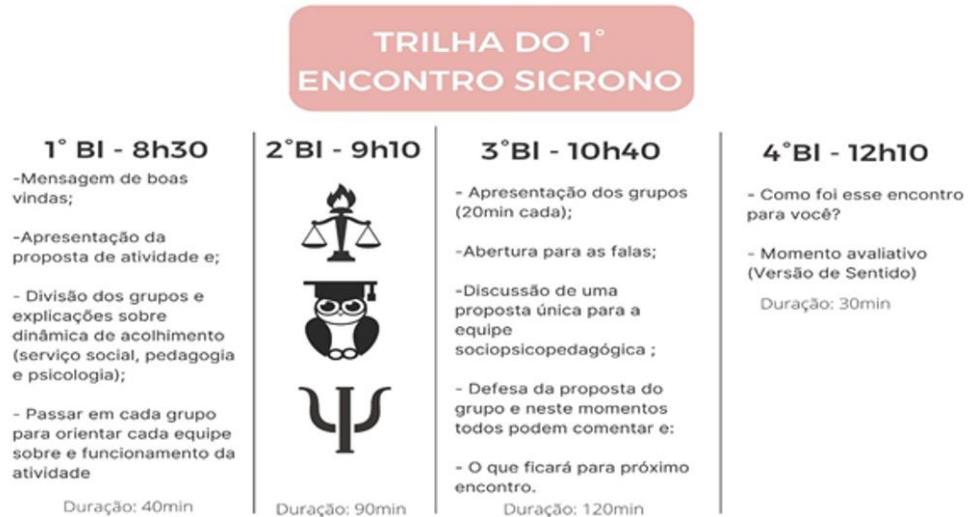 TRILHA DO 1°
ENCONTRO SICRONO
1° Bl - 8h30
-Mensagem de boas
vindas;
-Apresentação da
proposta de atividade e;
- Divisão dos grupos e
explicações sobre
dinâmica de acolhimento
(serviço social, pedagogia
e psicologia);
- Passar em cada grupo
para orientar cada equipe
sobre e funcionamento da
atividade
Duração: 40min
2°Bl - 9h10
Duração: 90min
3°Bl - 10h40
- Apresentação dos grupos
(20min cada);
-Abertura para as falas;
-Discussão de uma
proposta única para a
equipe
sociopsicopedagógica ;
- Defesa da proposta do
grupo e neste momentos
todos podem comentar e:
- O que ficará para próximo
encontro.
Duração: 120min
4°Bl - 12h10
- Como foi esse encontro
para você?
- Momento avaliativo
(Versão de Sentido)
Duração: 30min